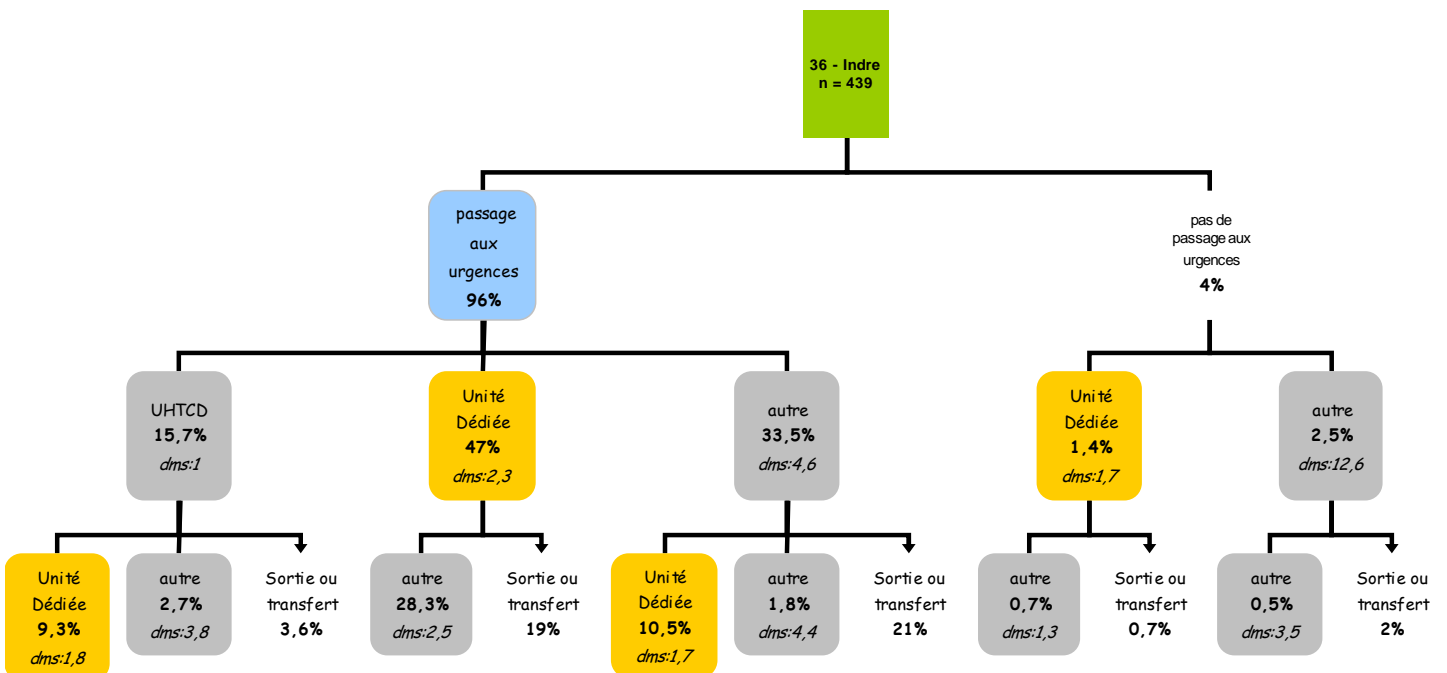 36 - Indre
n = 439
passage
aux
urgences
96%
pas de
passage aux
urgences
4%
UHTCD
15,7%
dms:1
Unité
Dédiée
47%
dms:2,3
autre
33,5%
dms:4,6
Unité
Dédiée
1,4%
dms:1,7
autre
2,5%
dms:12,6
Unité
Dédiée
9,3%
dms:1,8
autre
2,7%
dms:3,8
Sortie ou
transfert
3,6%
autre
28,3%
dms:2,5
Sortie ou
transfert
19%
Unité
Dédiée
10,5%
dms:1,7
autre
1,8%
dms:4,4
Sortie ou
transfert
21%
autre
0,7%
dms:1,3
Sortie ou
transfert
0,7%
autre
0,5%
dms:3,5
Sortie ou
transfert
2%